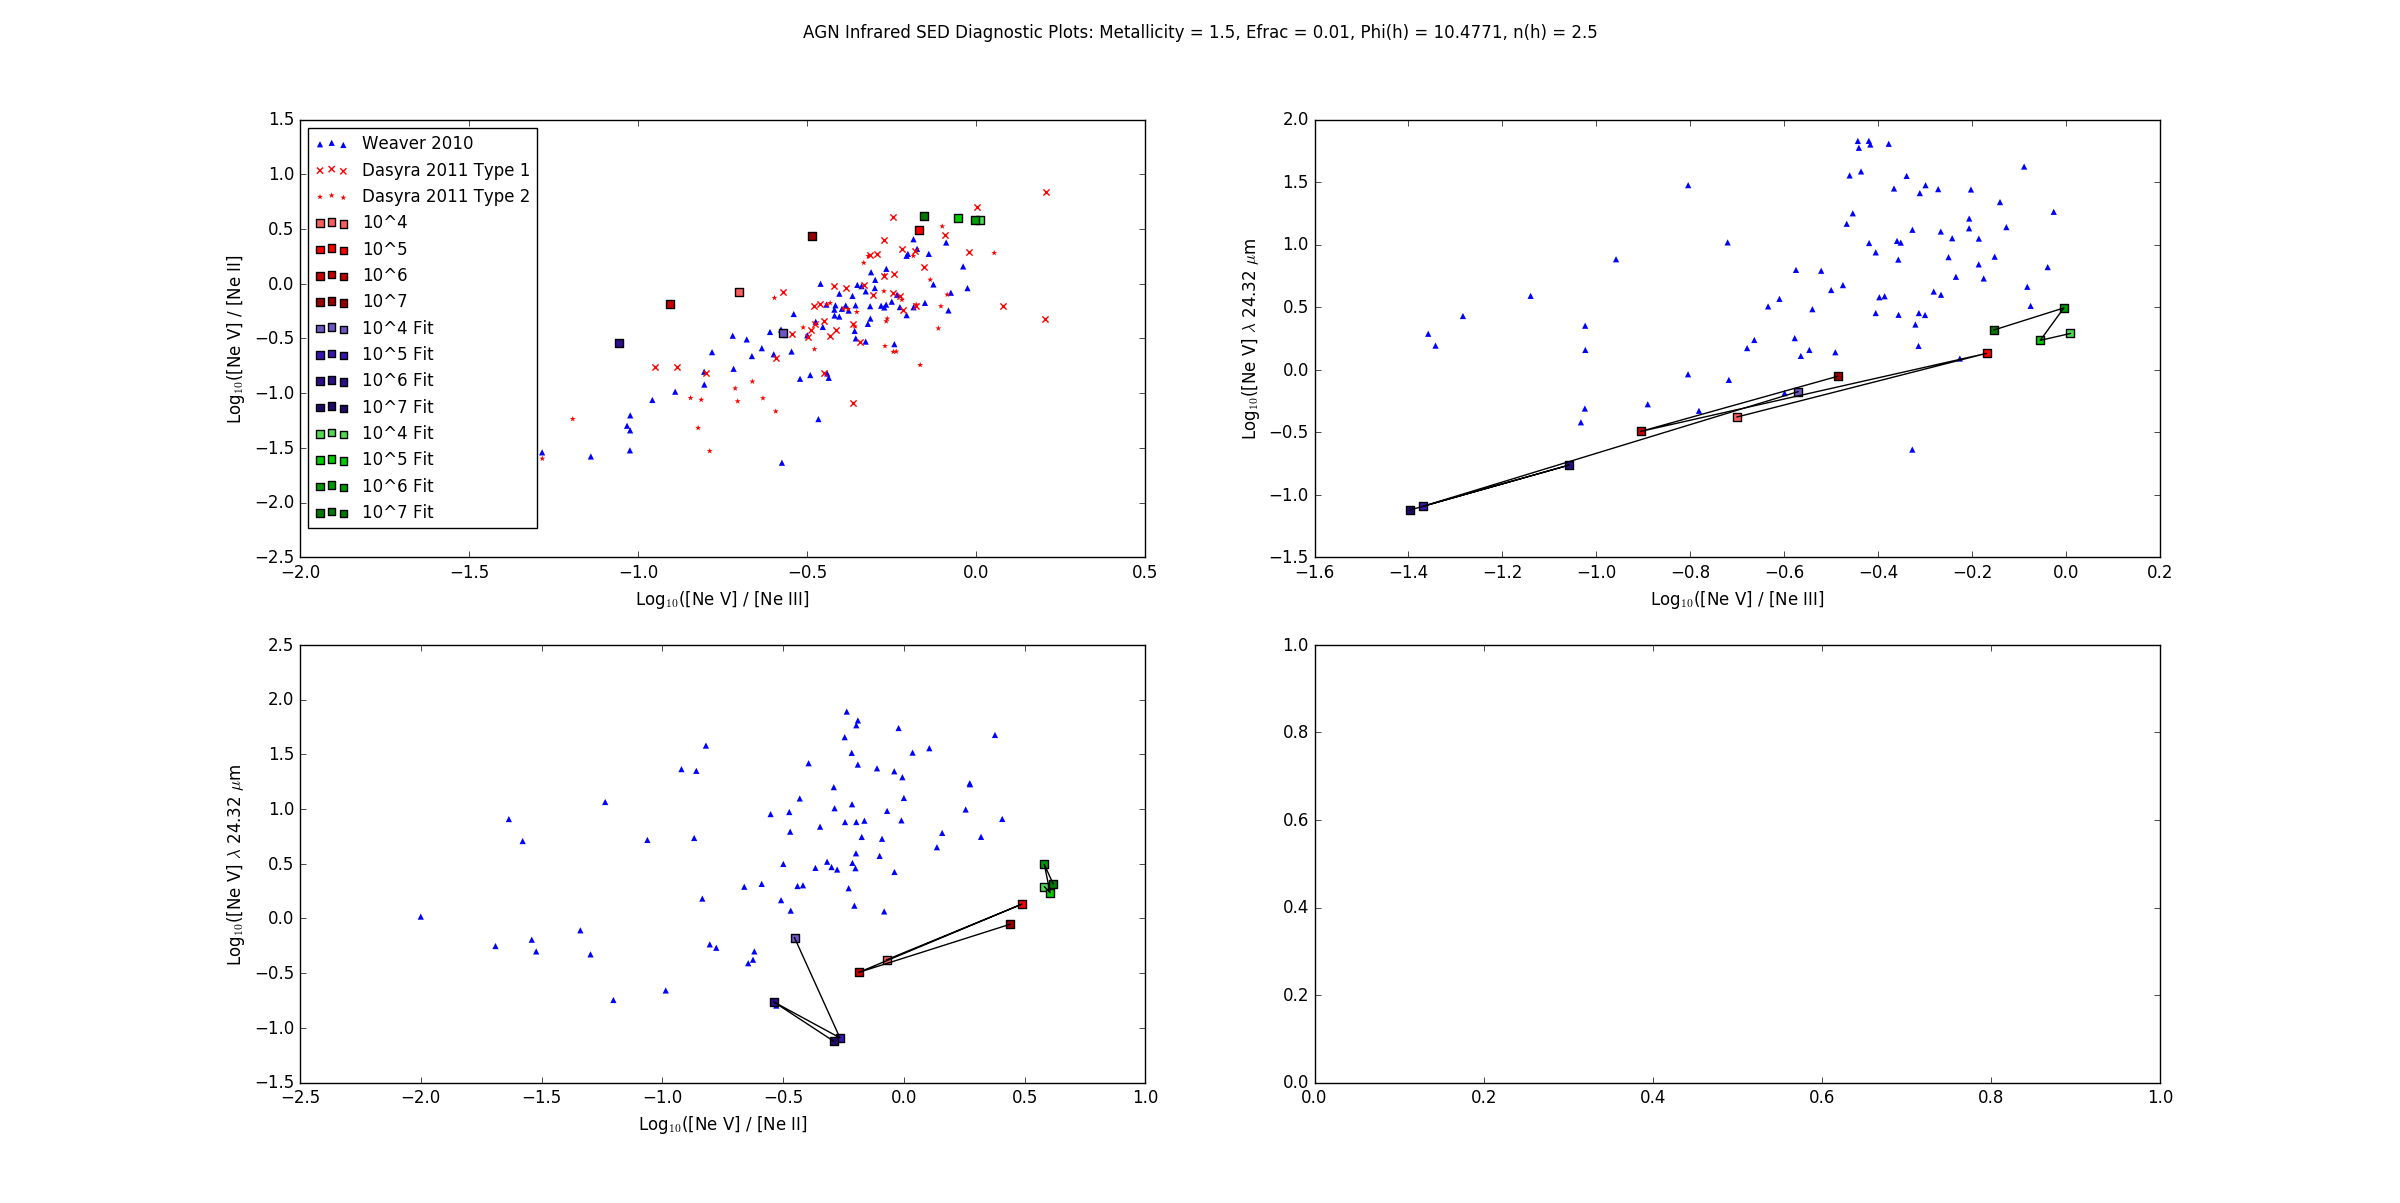 AGN Infrared SED Diagnostic Plots: Metallicity = 1.5, Efrac = 0.01, Phi(h) = 10.4771, n(h) = 2.5
1.5
1.0
0.5
0.0
−0.5
−1.0
−1.5
−2.0
−2.5
Log₁₀([Ne V] / [Ne II]
Weaver 2010
Dasyra 2011 Type 1
Dasyra 2011 Type 2
10^4
10^5
10^6
10^7
10^4 Fit
10^5 Fit
10^6 Fit
10^7 Fit
10^4 Fit
10^5 Fit
10^6 Fit
10^7 Fit
−2.0 −1.5 −1.0 −0.5 0.0 0.5
Log₁₀([Ne V] / [Ne III]
2.0
1.5
1.0
0.5
0.0
−0.5
−1.0
−1.5
Log₁₀([Ne V] λ 24.32 μm
−1.6 −1.4 −1.2 −1.0 −0.8 −0.6 −0.4 −0.2 0.0 0.2
Log₁₀([Ne V] / [Ne III]
2.5
2.0
1.5
1.0
0.5
0.0
−0.5
−1.0
−1.5
Log₁₀([Ne V] λ 24.32 μm
−2.5 −2.0 −1.5 −1.0 −0.5 0.0 0.5 1.0
Log₁₀([Ne V] / [Ne II]
1.0
0.8
0.6
0.4
0.2
0.0
0.0 0.2 0.4 0.6 0.8 1.0